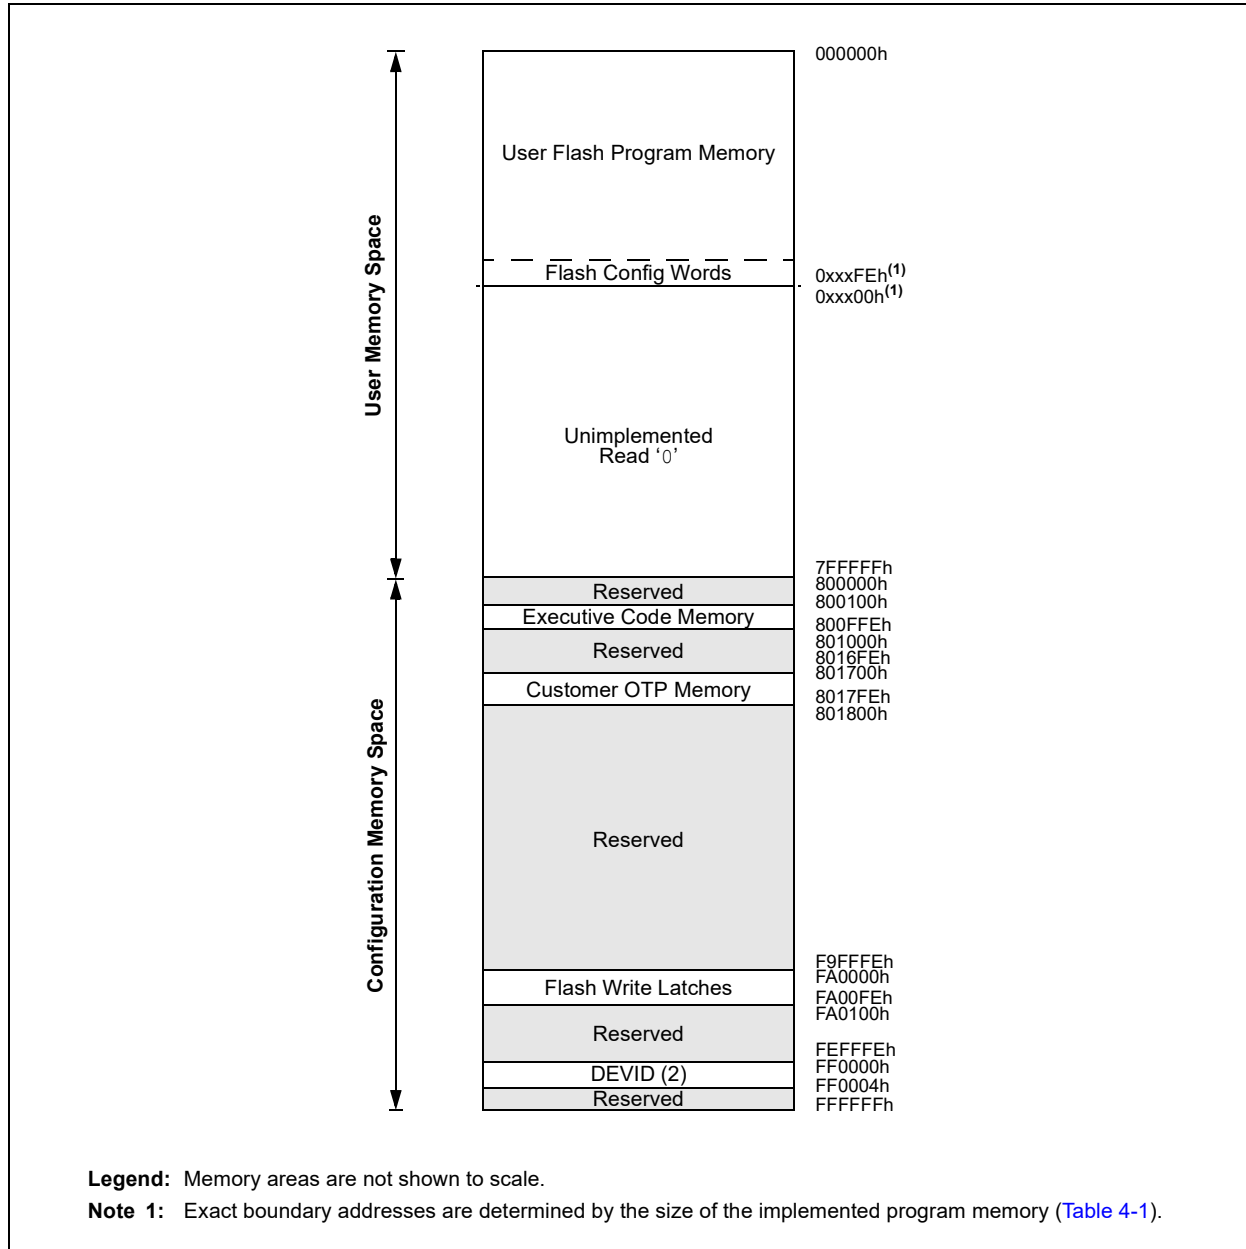 000000h
User Flash Program Memory
Flash Config Words
0xxxFEh(1)
0xxx00h(1)
User Memory Space
Unimplemented
Read ‘0’
7FFFFFh
800000h
Reserved
800100h
Executive Code Memory
800FFEh
801000h
Reserved
8016FEh
801700h
Customer OTP Memory
8017FEh
801800h
Configuration Memory Space
Reserved
F9FFFEh
FA0000h
Flash Write Latches
FA00FEh
FA0100h
Reserved
FEFFFEh
FF0000h
DEVID (2)
FF0004h
Reserved
FFFFFFh
Legend: Memory areas are not shown to scale.
Note 1: Exact boundary addresses are determined by the size of the implemented program memory (Table 4-1).